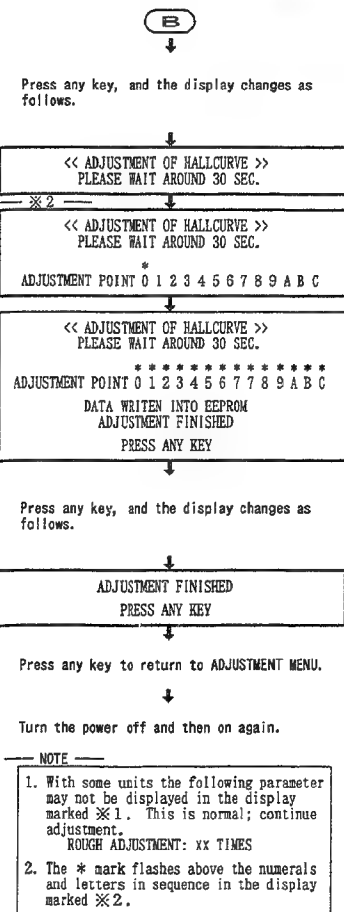 B
Press any key, and the display changes as
follows.
<< ADJUSTMENT OF HALLCURVE >>
PLEASE WAIT AROUND 30 SEC.
※2
<< ADJUSTMENT OF HALLCURVE >>
PLEASE WAIT AROUND 30 SEC.
*
ADJUSTMENT POINT 0 1 2 3 4 5 6 7 8 9 A B C
<< ADJUSTMENT OF HALLCURVE >>
PLEASE WAIT AROUND 30 SEC.
* * * * * * * * * * * * * *
ADJUSTMENT POINT 0 1 2 3 4 5 6 7 7 8 9 A B C
DATA WRITEN INTO EEPROM
ADJUSTMENT FINISHED
PRESS ANY KEY
Press any key, and the display changes as
follows.
ADJUSTMENT FINISHED
PRESS ANY KEY
Press any key to return to ADJUSTMENT MENU.
Turn the power off and then on again.
NOTE
1. With some units the following parameter
may not be displayed in the display
marked ※1. This is normal; continue
adjustment.
ROUGH ADJUSTMENT: xx TIMES
2. The * mark flashes above the numerals
and letters in sequence in the display
marked ※2.